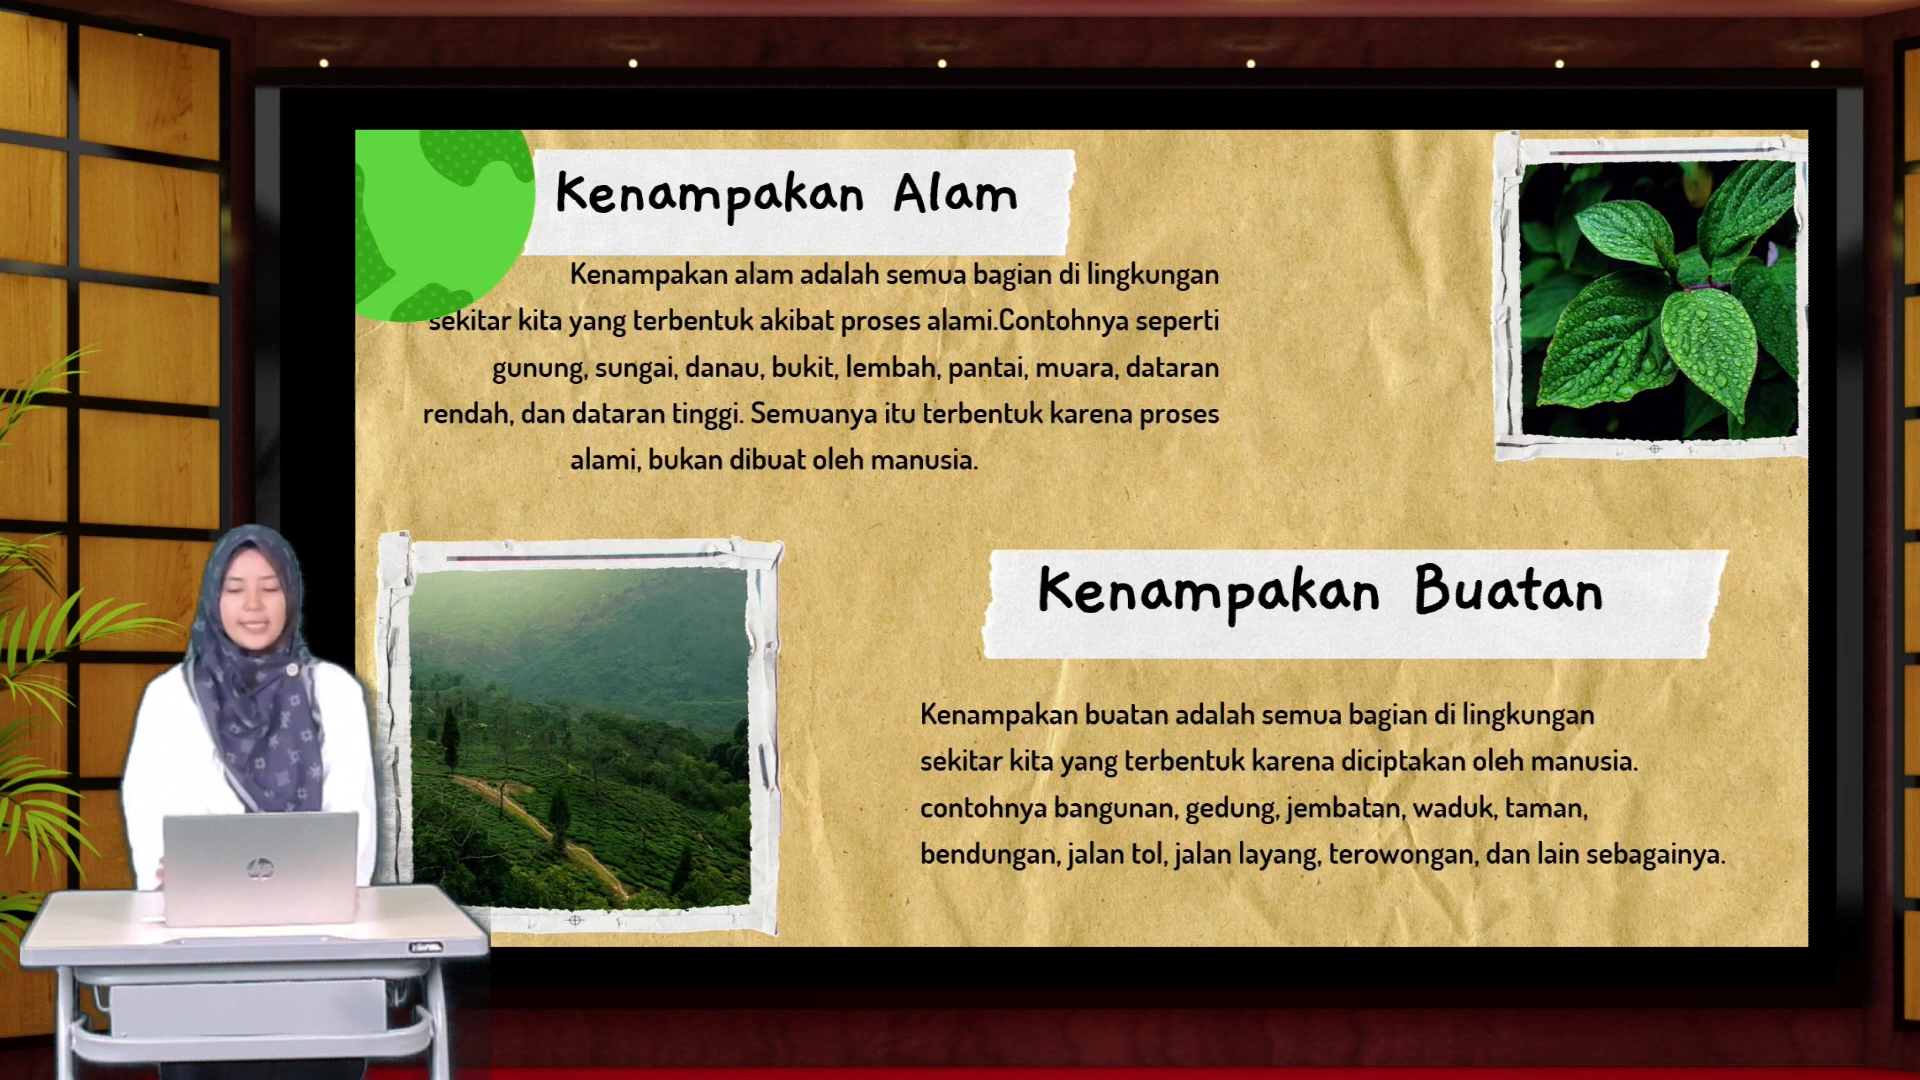 Kenampakan Alam
Kenampakan alam adalah semua bagian di lingkungan
sekitar kita yang terbentuk akibat proses alami.Contohnya seperti
gunung, sungai, danau, bukit, lembah, pantai, muara, dataran
rendah, dan dataran tinggi. Semuanya itu terbentuk karena proses
alami, bukan dibuat oleh manusia.
Kenampakan Buatan
Kenampakan buatan adalah semua bagian di lingkungan
sekitar kita yang terbentuk karena diciptakan oleh manusia.
contohnya bangunan, gedung, jembatan, waduk, taman,
bendungan, jalan tol, jalan layang, terowongan, dan lain sebagainya.
hp